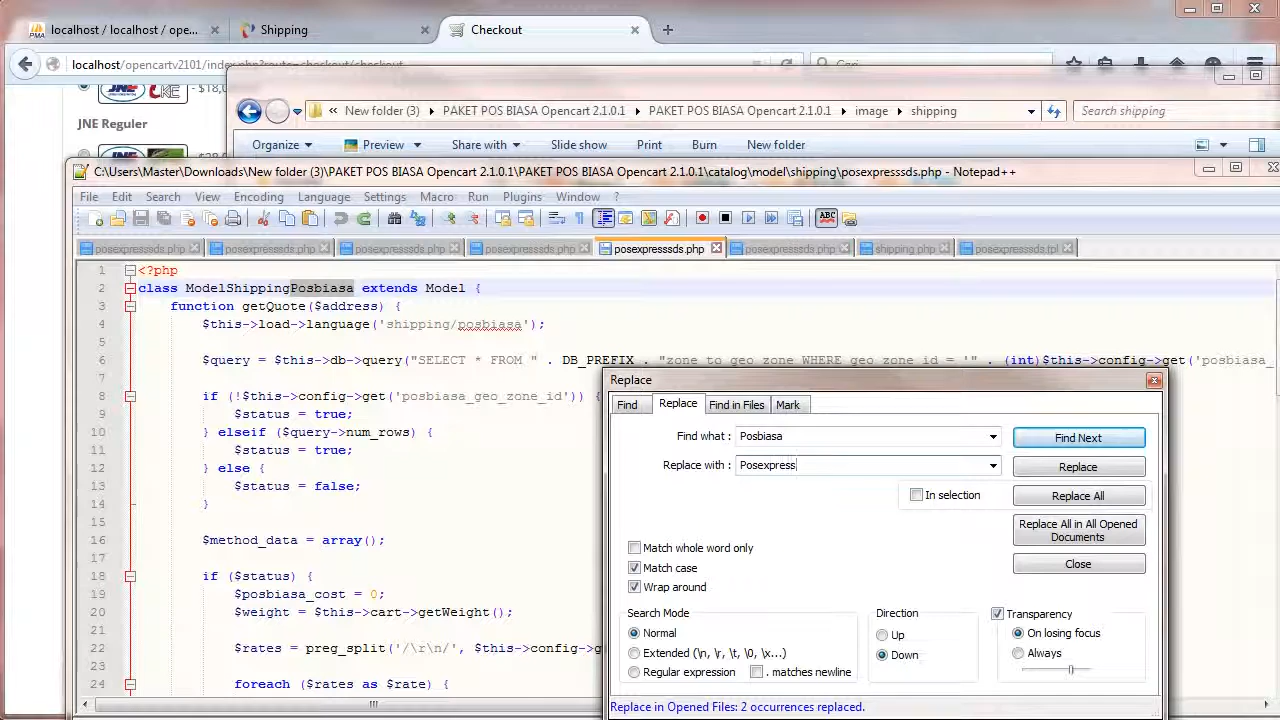 localhost / localhost / ope...
Shipping
Checkout
localhost/opencartv2101/index.php?route=checkout/checkout
Cari
JNE
OKE
- $18,0
JNE Reguler
New folder (3)
PAKET POS BIASA Opencart 2.1.0.1
PAKET POS BIASA Opencart 2.1.0.1
image
shipping
Search shipping
Organize
Preview
Share with
Slide show
Print
Burn
New folder
C:\Users\Master\Downloads\New folder (3)\PAKET POS BIASA Opencart 2.1.0.1\PAKET POS BIASA Opencart 2.1.0.1\catalog\model\shipping\posexpresssds.php - Notepad++
File Edit Search View Encoding Language Settings Macro Run Plugins Window ?
posexpresssds.php posexpresssds.php posexpresssds.php posexpresssds.php posexpresssds.php posexpresssds.php shipping.php posexpresssds.tpl
1 <?php
2 class ModelShippingPosbiasa extends Model {
3 function getQuote($address) {
4 $this->load->language('shipping/posbiasa');
5
6 $query = $this->db->query("SELECT * FROM " . DB_PREFIX . "zone_to_geo_zone WHERE geo_zone_id = '" . (int)$this->config->get('posbiasa_
7
8 if (!$this->config->get('posbiasa_geo_zone_id')) {
9 $status = true;
10 } elseif ($query->num_rows) {
11 $status = true;
12 } else {
13 $status = false;
14 }
15
16 $method_data = array();
17
18 if ($status) {
19 $posbiasa_cost = 0;
20 $weight = $this->cart->getWeight();
21
22 $rates = preg_split('/\r\n/', $this->config->g
23
24 foreach ($rates as $rate) {
Replace
Find
Replace
Find in Files
Mark
Find what :
Posbiasa
Find Next
Replace with :
Posexpress
Replace
In selection
Replace All
Replace All in All Opened
Documents
Close
Match whole word only
Match case
Wrap around
Search Mode
Normal
Extended (\n, \r, \t, \0, \x...)
Regular expression
. matches newline
Direction
Up
Down
Transparency
On losing focus
Always
Replace in Opened Files: 2 occurrences replaced.